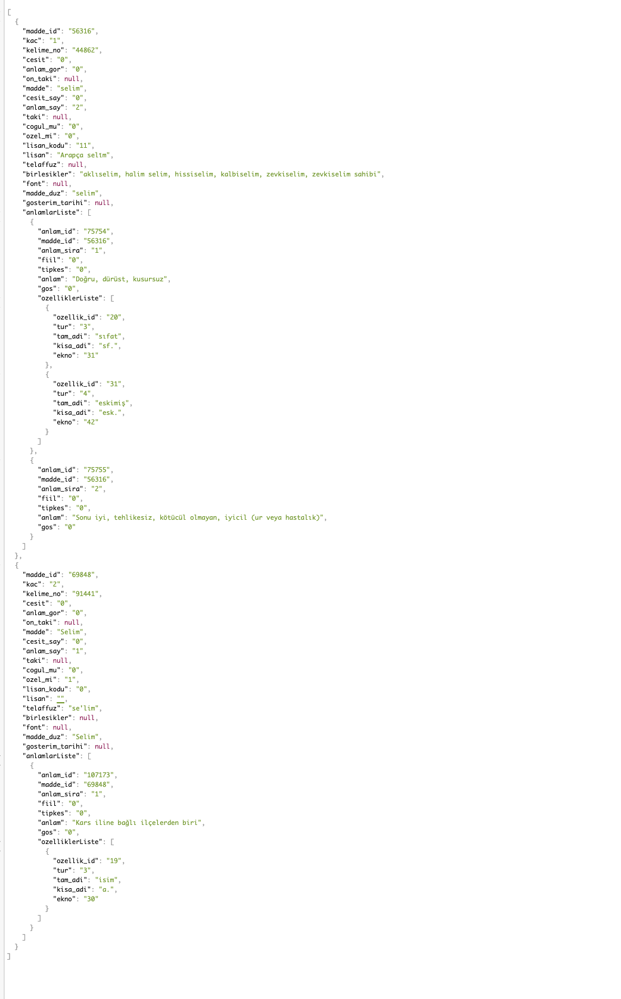 [
{
"madde_id": "56316",
"kac": "1",
"kelime_no": "44862",
"cesit": "0",
"anlam_gor": "0",
"on_taki": null,
"madde": "selim",
"cesit_say": "0",
"anlam_say": "2",
"taki": null,
"cogul_mu": "0",
"ozel_mi": "0",
"lisan_kodu": "11",
"lisan": "Arapça selīm",
"telaffuz": null,
"birlesikler": "aklıselim, halim selim, hissiselim, kalbiselim, zevkiselim, zevkiselim sahibi",
"font": null,
"madde_duz": "selim",
"gosterim_tarihi": null,
"anlamlarListe": [
{
"anlam_id": "75754",
"madde_id": "56316",
"anlam_sira": "1",
"fiil": "0",
"tipkes": "0",
"anlam": "Doğru, dürüst, kusursuz",
"gos": "0",
"ozelliklerListe": [
{
"ozellik_id": "20",
"tur": "3",
"tam_adi": "sıfat",
"kisa_adi": "sf.",
"ekno": "31"
},
{
"ozellik_id": "31",
"tur": "4",
"tam_adi": "eskimiş",
"kisa_adi": "esk.",
"ekno": "42"
}
]
},
{
"anlam_id": "75755",
"madde_id": "56316",
"anlam_sira": "2",
"fiil": "0",
"tipkes": "0",
"anlam": "Sonu iyi, tehlikesiz, kötücül olmayan, iyicil (ur veya hastalık)",
"gos": "0"
}
]
},
{
"madde_id": "69848",
"kac": "2",
"kelime_no": "91441",
"cesit": "0",
"anlam_gor": "0",
"on_taki": null,
"madde": "Selim",
"cesit_say": "0",
"anlam_say": "1",
"taki": null,
"cogul_mu": "0",
"ozel_mi": "1",
"lisan_kodu": "0",
"lisan": "",
"telaffuz": "se'lim",
"birlesikler": null,
"font": null,
"madde_duz": "Selim",
"gosterim_tarihi": null,
"anlamlarListe": [
{
"anlam_id": "107173",
"madde_id": "69848",
"anlam_sira": "1",
"fiil": "0",
"tipkes": "0",
"anlam": "Kars iline bağlı ilçelerden biri",
"gos": "0",
"ozelliklerListe": [
{
"ozellik_id": "19",
"tur": "3",
"tam_adi": "isim",
"kisa_adi": "a.",
"ekno": "30"
}
]
}
]
}
]